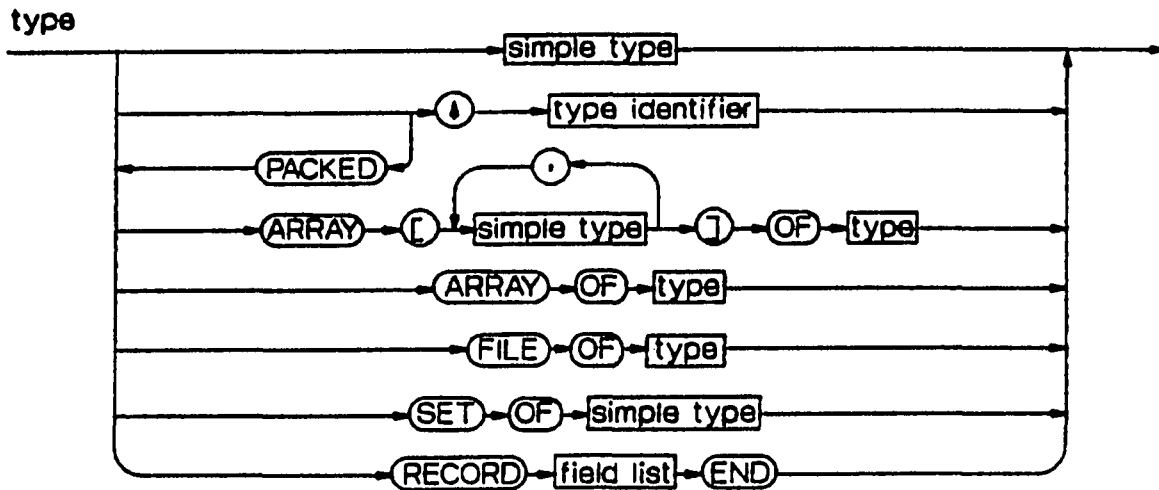 type
simple type
↑ type identifier
PACKED
,
ARRAY [ simple type ] OF type
ARRAY OF type
FILE OF type
SET OF simple type
RECORD field list END